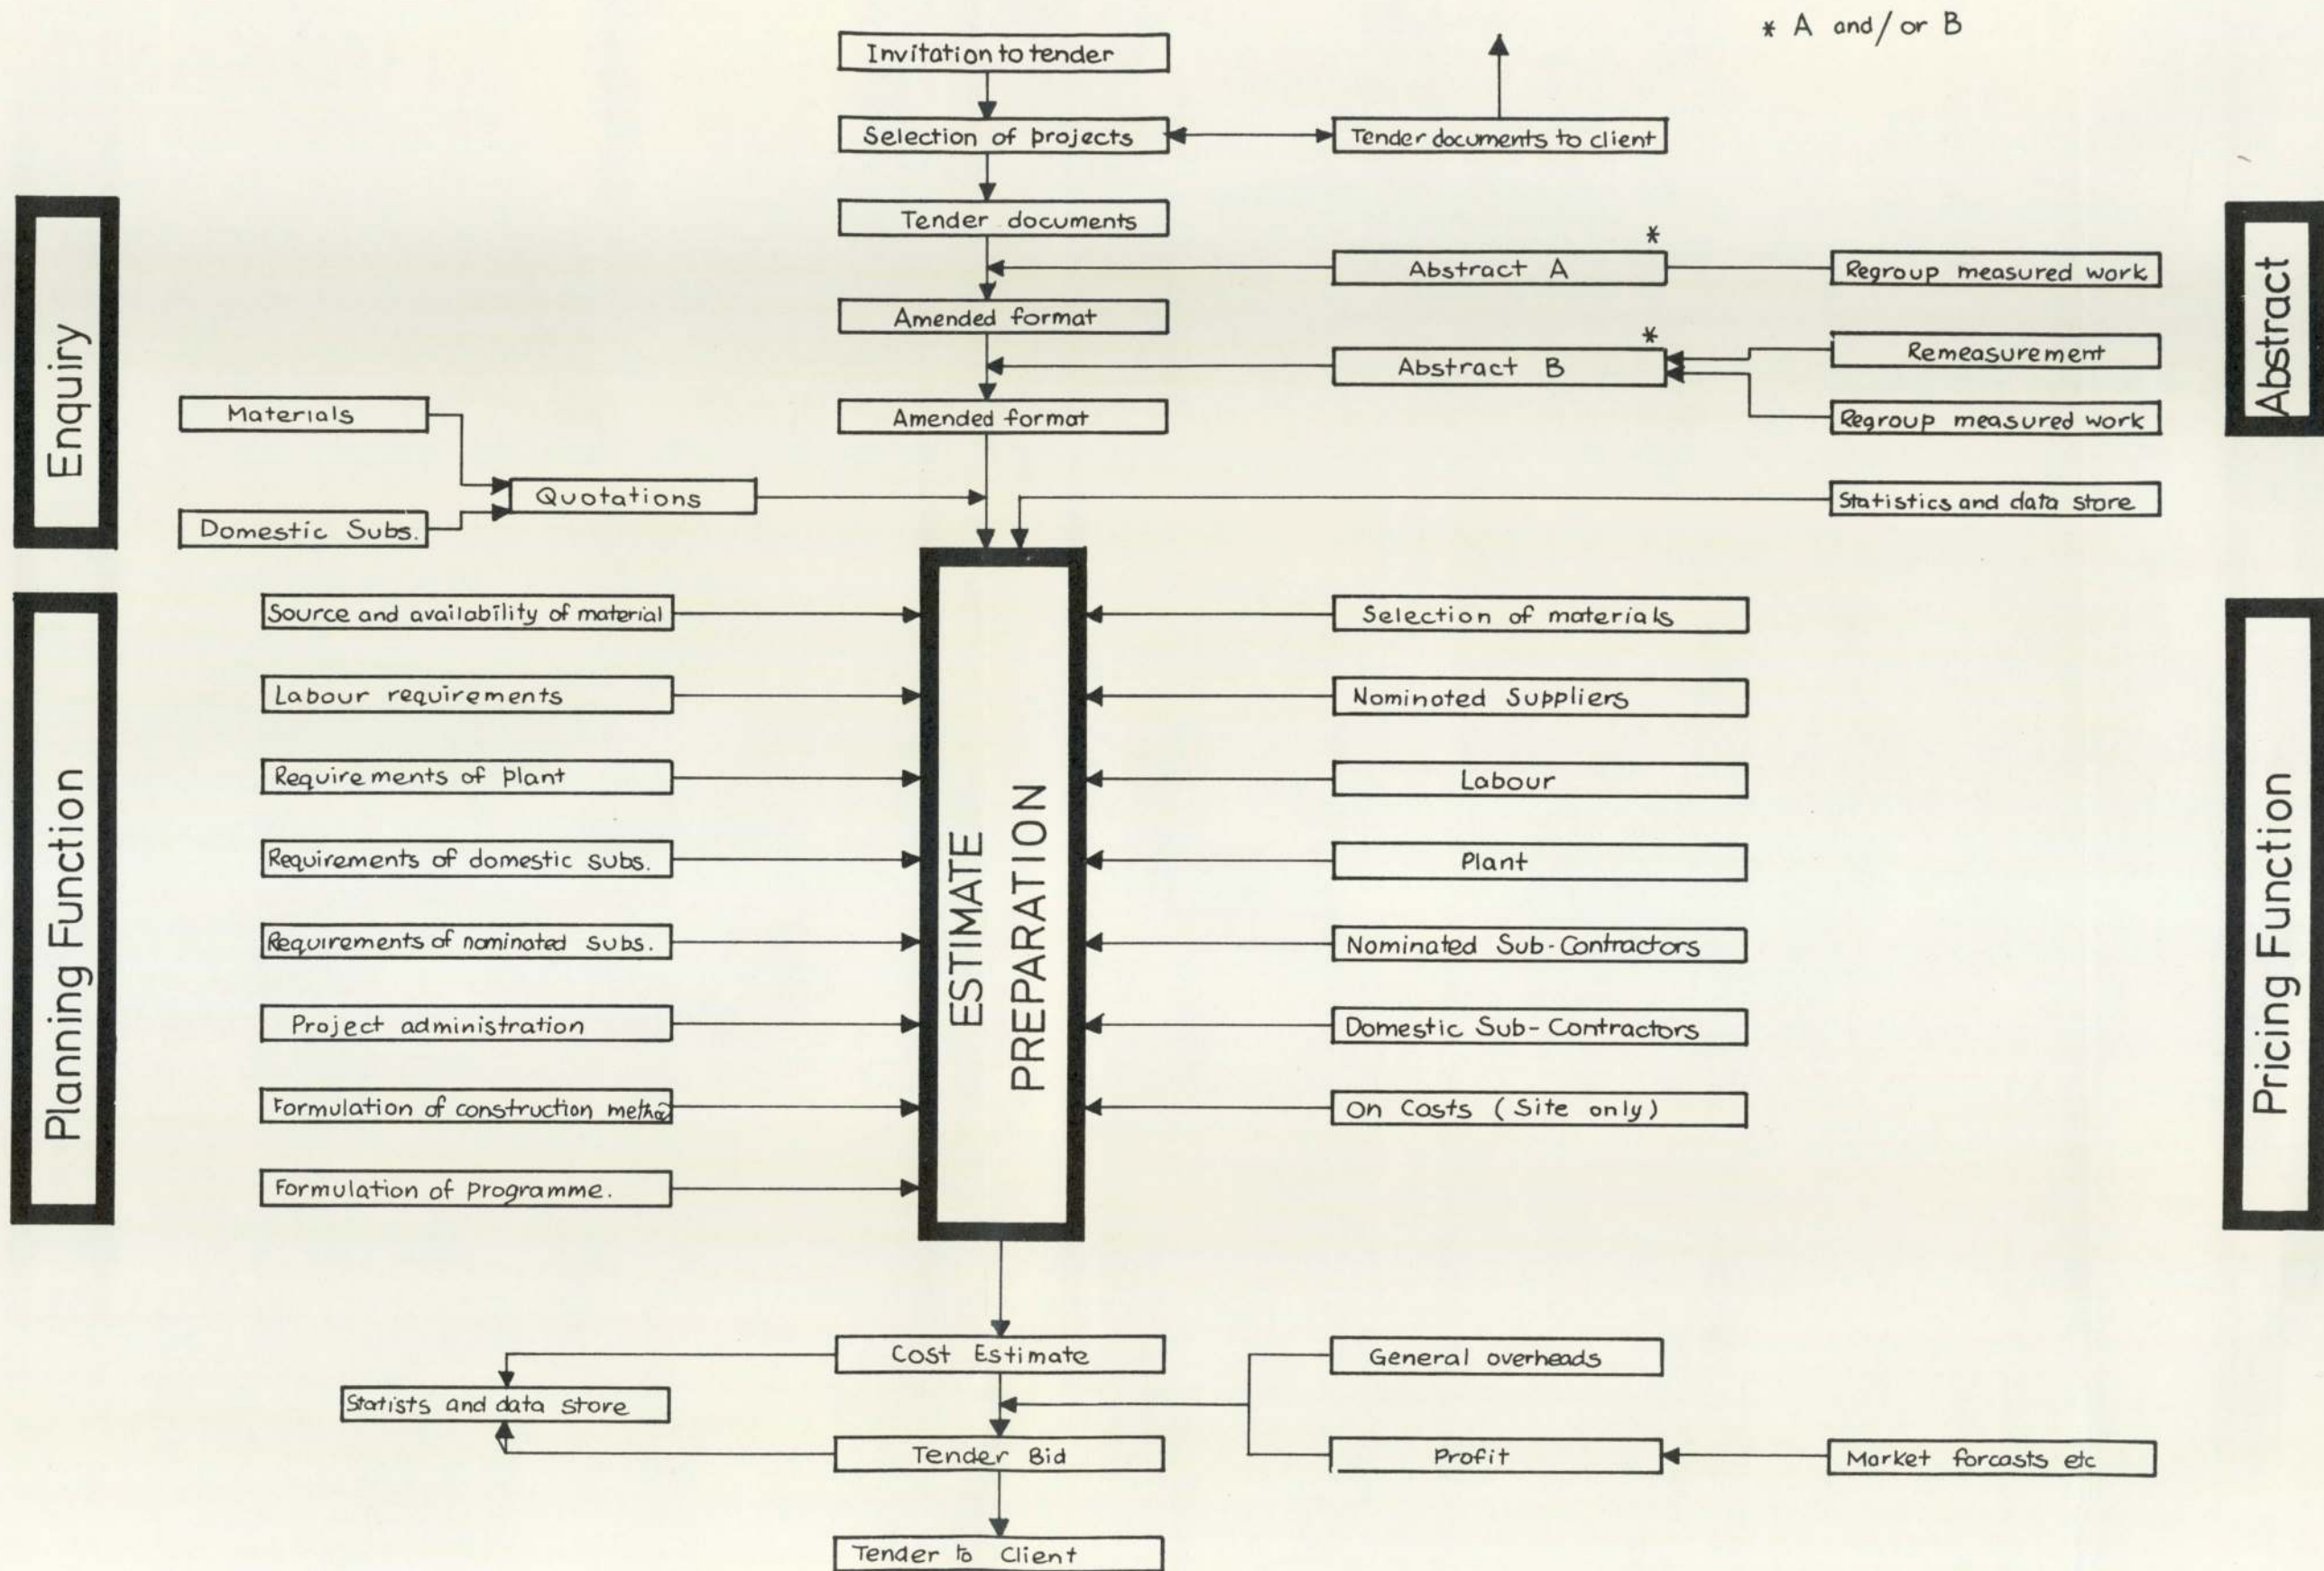 * A and/or B
Invitation to tender
Selection of projects
Tender documents to client
Tender documents
*
Abstract A
Regroup measured work
Amended format
*
Abstract B
Remeasurement
Regroup measured work
Amended format
Enquiry
Abstract
Materials
Quotations
Domestic Subs.
Statistics and data store
ESTIMATE
PREPARATION
Planning Function
Source and availability of material
Labour requirements
Requirements of plant
Requirements of domestic subs.
Requirements of nominated subs.
Project administration
Formulation of construction method
Formulation of programme.
Selection of materials
Nominated Suppliers
Labour
Plant
Nominated Sub-Contractors
Domestic Sub-Contractors
On Costs (Site only)
Pricing Function
Cost Estimate
General overheads
Statists and data store
Tender Bid
Profit
Market forcasts etc
Tender to Client